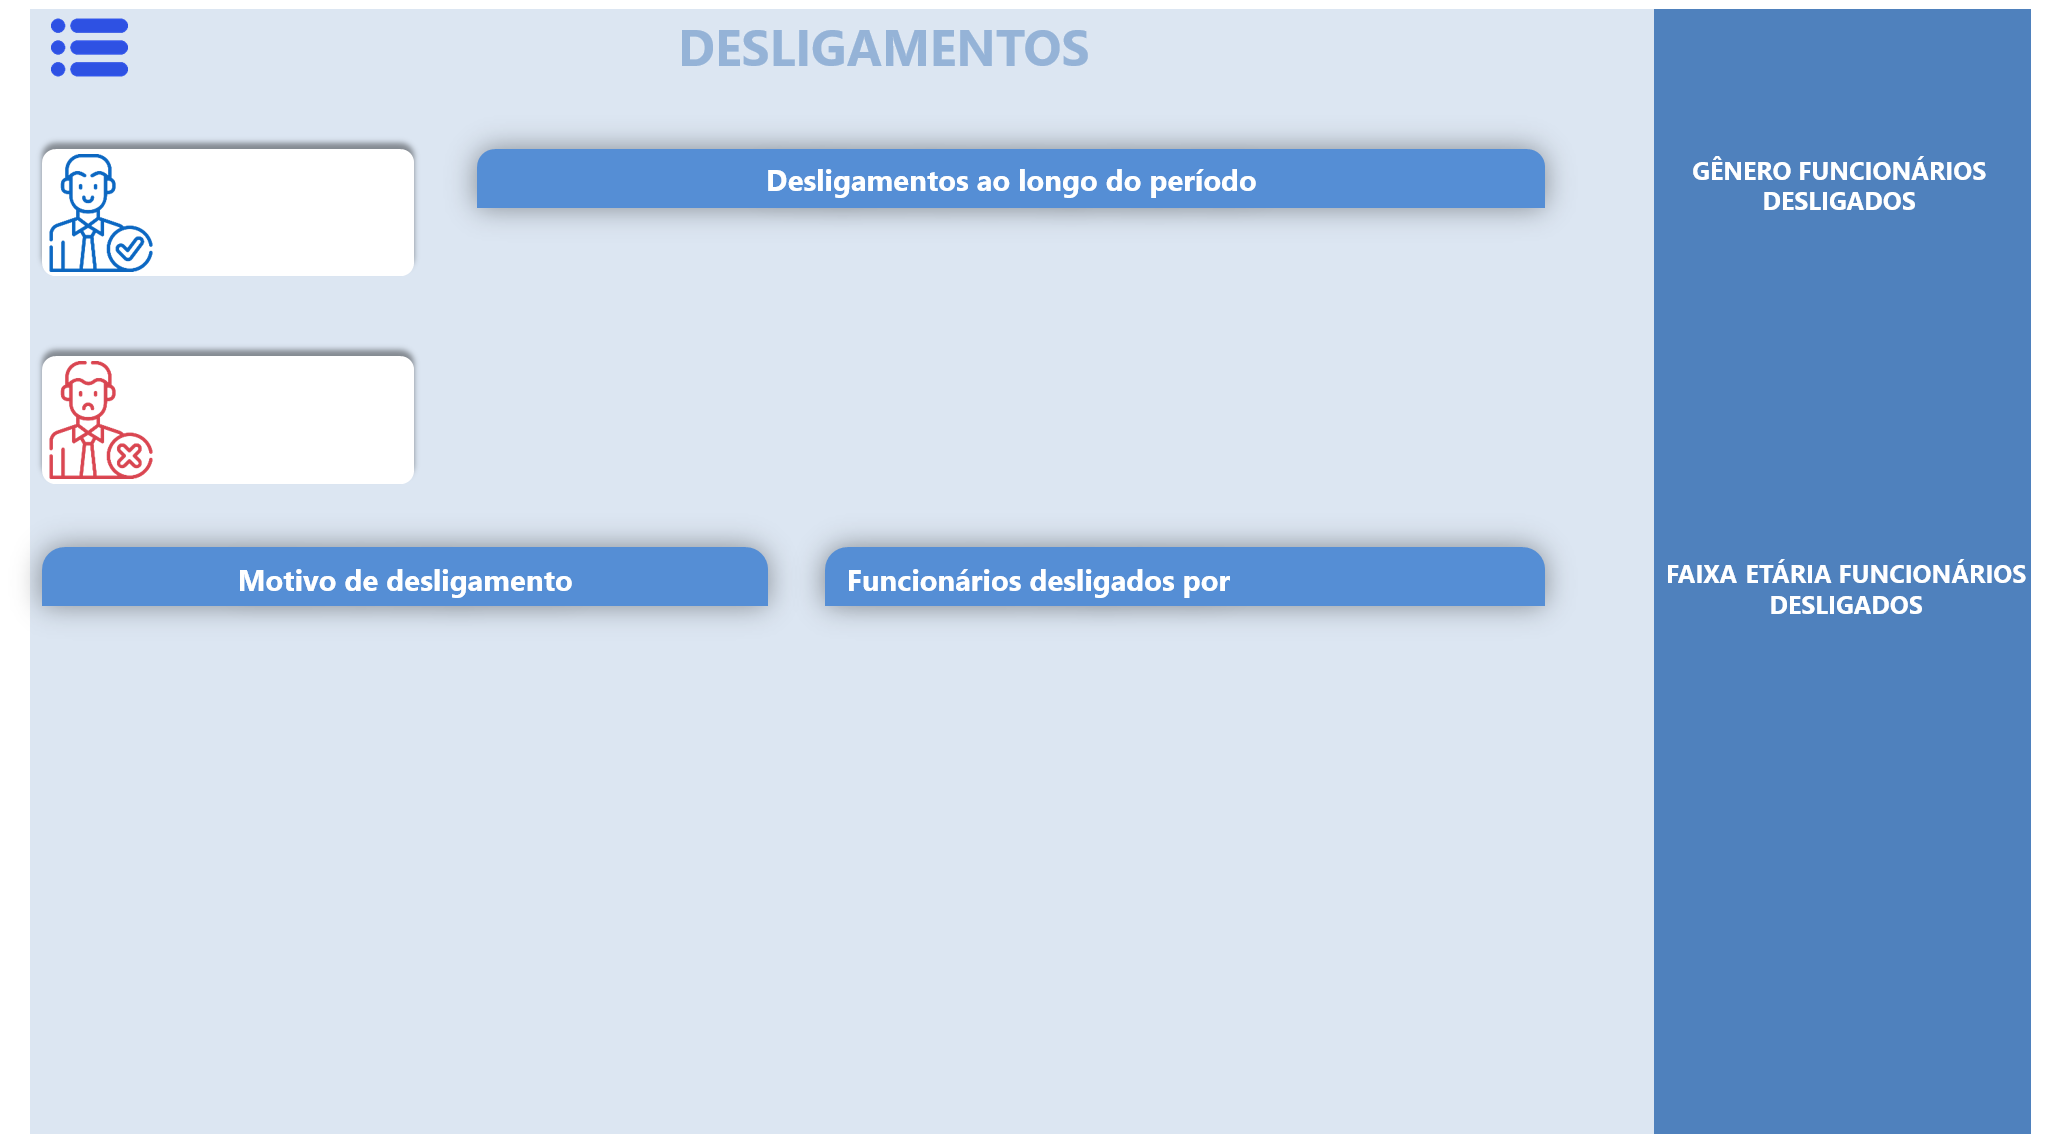 DESLIGAMENTOS
Desligamentos ao longo do período
GÊNERO FUNCIONÁRIOS
DESLIGADOS
Motivo de desligamento
Funcionários desligados por
FAIXA ETÁRIA FUNCIONÁRIOS
DESLIGADOS